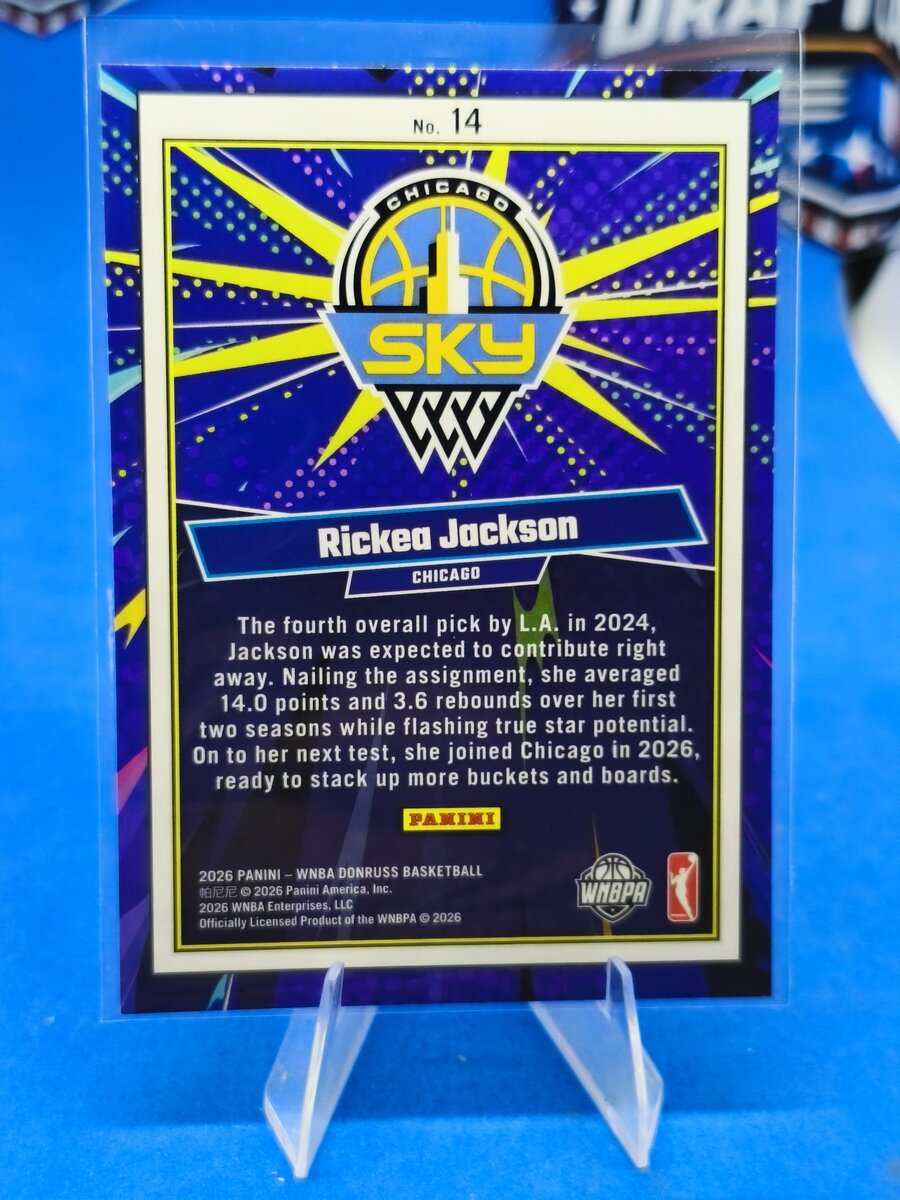 DRAFT
No. 14
CHICAGO
SKY
Rickea Jackson
CHICAGO
The fourth overall pick by L.A. in 2024,
Jackson was expected to contribute right
away. Nailing the assignment, she averaged
14.0 points and 3.6 rebounds over her first
two seasons while flashing true star potential.
On to her next test, she joined Chicago in 2026,
ready to stack up more buckets and boards.
PANINI
2026 PANINI – WNBA DONRUSS BASKETBALL
帕尼尼 © 2026 Panini America, Inc.
2026 WNBA Enterprises, LLC
Officially Licensed Product of the WNBPA © 2026
WNBPA